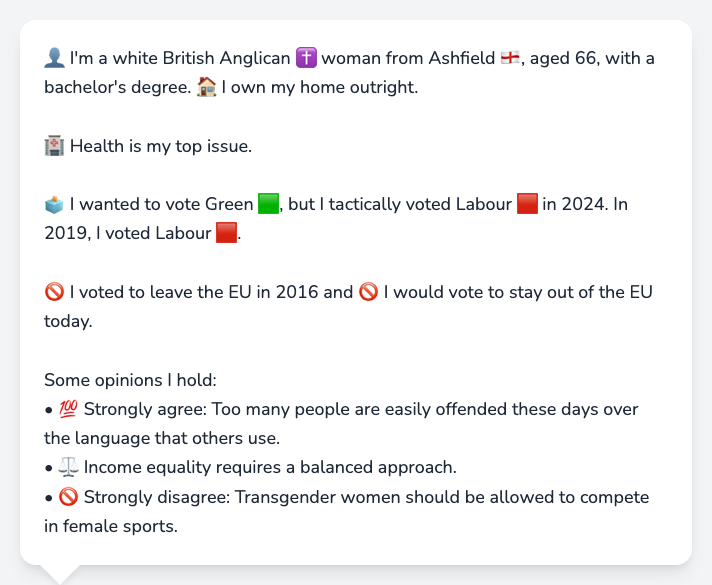 👤 I'm a white British Anglican ✝️ woman from Ashfield 🏴󠁧󠁢󠁥󠁮󠁧󠁿, aged 66, with a
bachelor's degree. 🏠 I own my home outright.
🏥 Health is my top issue.
🗳️ I wanted to vote Green 🟩, but I tactically voted Labour 🟥 in 2024. In
2019, I voted Labour 🟥.
🚫 I voted to leave the EU in 2016 and 🚫 I would vote to stay out of the EU
today.
Some opinions I hold:
• 💯 Strongly agree: Too many people are easily offended these days over
the language that others use.
• ⚖️ Income equality requires a balanced approach.
• 🚫 Strongly disagree: Transgender women should be allowed to compete
in female sports.